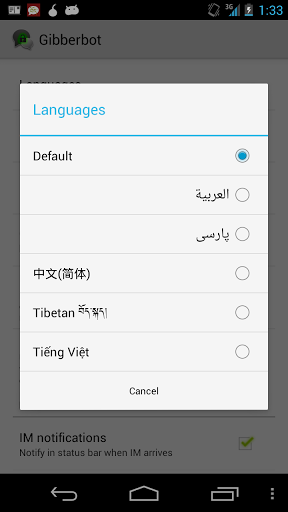 3G
1:33
Gibberbot
Languages
Languages
Default
العربية
پارسی
中文(简体)
Tibetan བོད་སྐད།
Tiếng Việt
Cancel
IM notifications
Notify in status bar when IM arrives